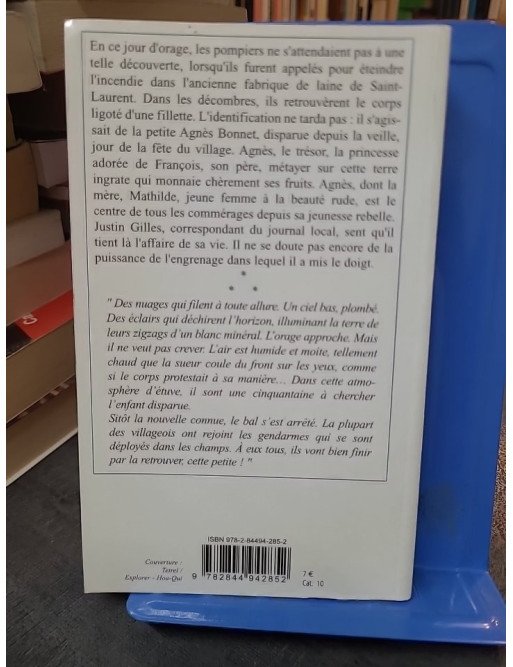 En ce jour d'orage, les pompiers ne s'attendaient pas à une
telle découverte, lorsqu'ils furent appelés pour éteindre
l'incendie dans l'ancienne fabrique de laine de Saint-
Laurent. Dans les décombres, ils retrouvèrent le corps
ligoté d'une fillette. L'identification ne tarda pas : il s'agis-
sait de la petite Agnès Bonnet, disparue depuis la veille,
jour de la fête du village. Agnès, le trésor, la princesse
adorée de François, son père, métayer sur cette terre
ingrate qui monnaie chèrement ses fruits. Agnès, dont la
mère, Mathilde, jeune femme à la beauté rude, est le
centre de tous les commérages depuis sa jeunesse rebelle.
Justin Gilles, correspondant du journal local, sent qu'il
tient là l'affaire de sa vie. Il ne se doute pas encore de la
puissance de l'engrenage dans lequel il a mis le doigt.
* * *
" Des nuages qui filent à toute allure. Un ciel bas, plombé.
Des éclairs qui déchirent l'horizon, illuminant la terre de
leurs zigzags d'un blanc minéral. L'orage approche. Mais
il ne veut pas crever. L'air est humide et moite, tellement
chaud que la sueur coule du front sur les yeux, comme
si le corps protestait à sa manière... Dans cette atmo-
sphère d'étuve, il sont une cinquantaine à chercher
l'enfant disparue.
Sitôt la nouvelle connue, le bal s'est arrêté. La plupart
des villageois ont rejoint les gendarmes qui se sont
déployés dans les champs. À eux tous, ils vont bien finir
par la retrouver, cette petite ! "
ISBN 978-2-84494-285-2
Couverture :
Terrei /
Explorer - Hoa-Qui
9 782844 942852
7 €
Cat. 10